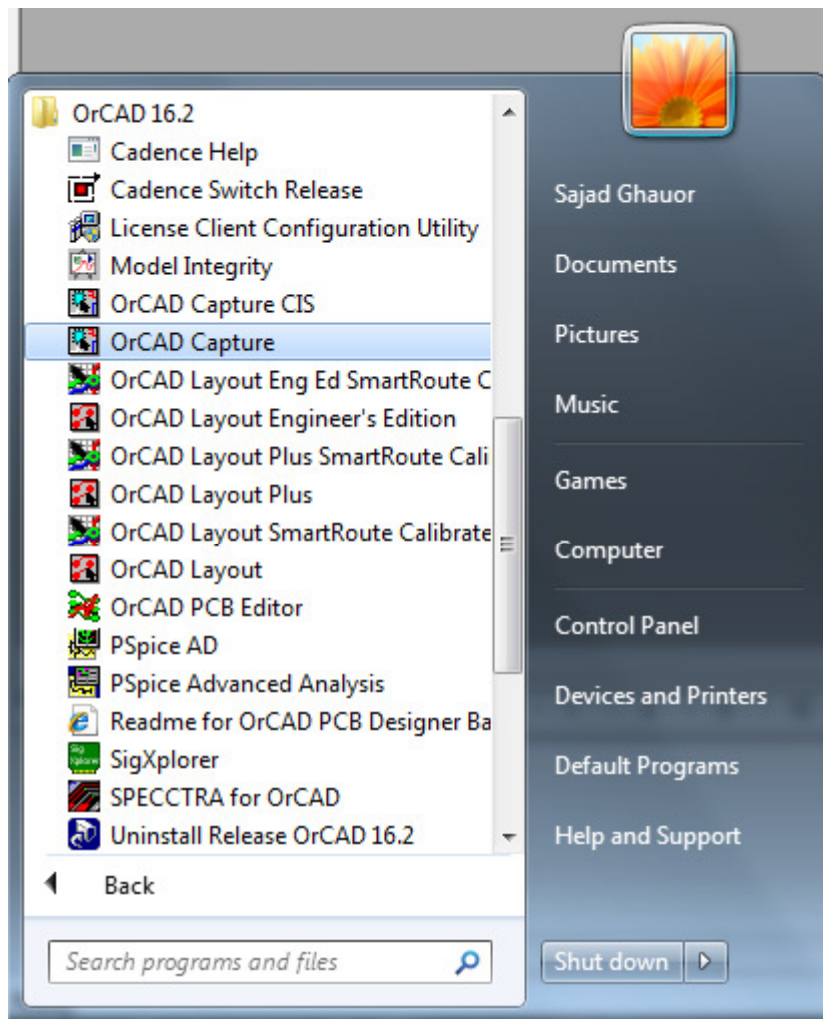 OrCAD 16.2
Cadence Help
Cadence Switch Release
License Client Configuration Utility
Model Integrity
OrCAD Capture CIS
OrCAD Capture
OrCAD Layout Eng Ed SmartRoute C
OrCAD Layout Engineer's Edition
OrCAD Layout Plus SmartRoute Cali
OrCAD Layout Plus
OrCAD Layout SmartRoute Calibrate
OrCAD Layout
OrCAD PCB Editor
PSpice AD
PSpice Advanced Analysis
Readme for OrCAD PCB Designer Ba
SigXplorer
SPECCTRA for OrCAD
Uninstall Release OrCAD 16.2
Back
Search programs and files
Sajad Ghauor
Documents
Pictures
Music
Games
Computer
Control Panel
Devices and Printers
Default Programs
Help and Support
Shut down